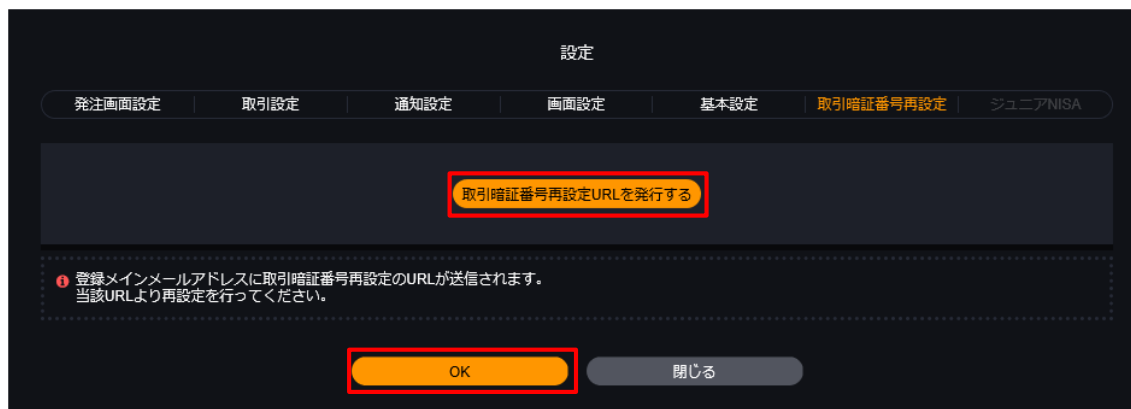 設定
発注画面設定 取引設定 通知設定 画面設定 基本設定 取引暗証番号再設定 ジュニアNISA
取引暗証番号再設定URLを発行する
登録メインメールアドレスに取引暗証番号再設定のURLが送信されます。
当該URLより再設定を行ってください。
OK 閉じる